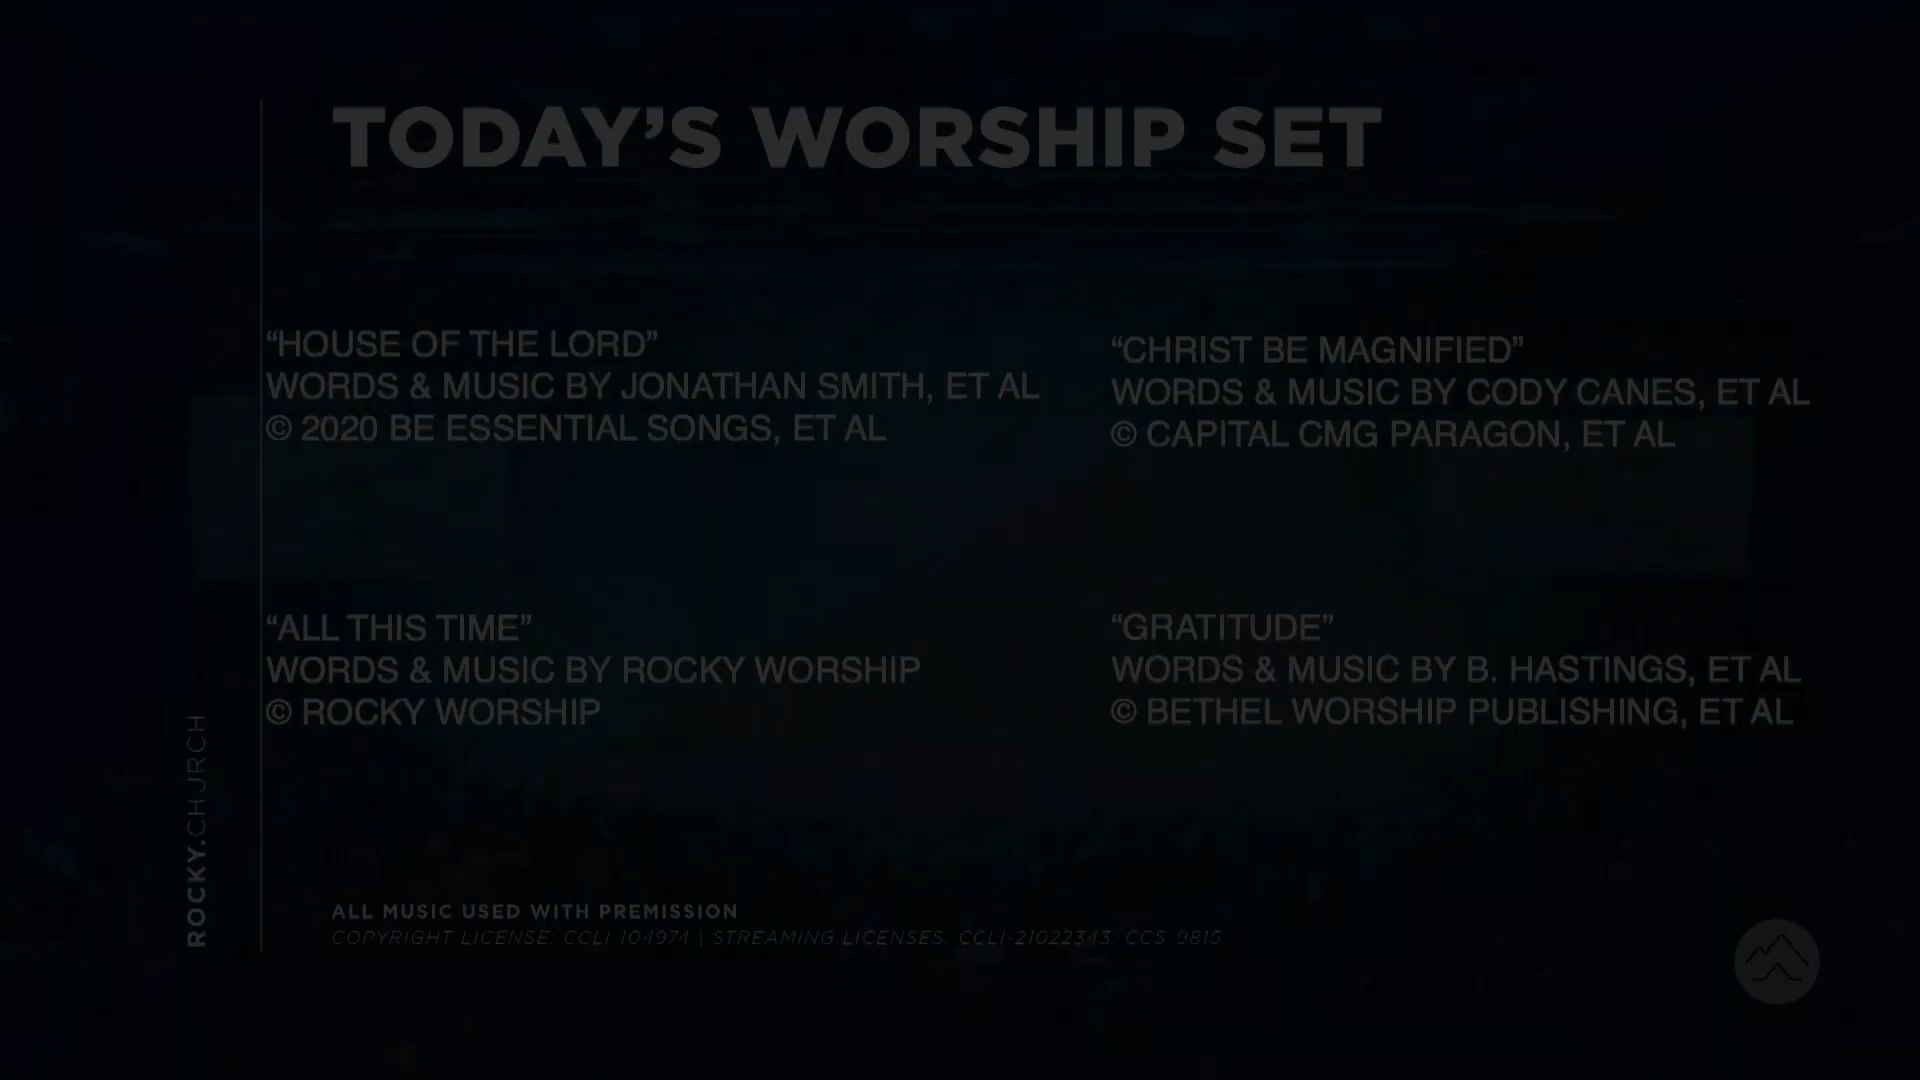 TODAY’S WORSHIP SET
“HOUSE OF THE LORD”
WORDS & MUSIC BY JONATHAN SMITH, ET AL
© 2020 BE ESSENTIAL SONGS, ET AL
“CHRIST BE MAGNIFIED”
WORDS & MUSIC BY CODY CANES, ET AL
© CAPITAL CMG PARAGON, ET AL
“ALL THIS TIME”
WORDS & MUSIC BY ROCKY WORSHIP
© ROCKY WORSHIP
“GRATITUDE”
WORDS & MUSIC BY B. HASTINGS, ET AL
© BETHEL WORSHIP PUBLISHING, ET AL
ROCKY.CHURCH
ALL MUSIC USED WITH PREMISSION
COPYRIGHT LICENSE: CCLI 104974 | STREAMING LICENSES: CCLI-21022343, CCS-9815